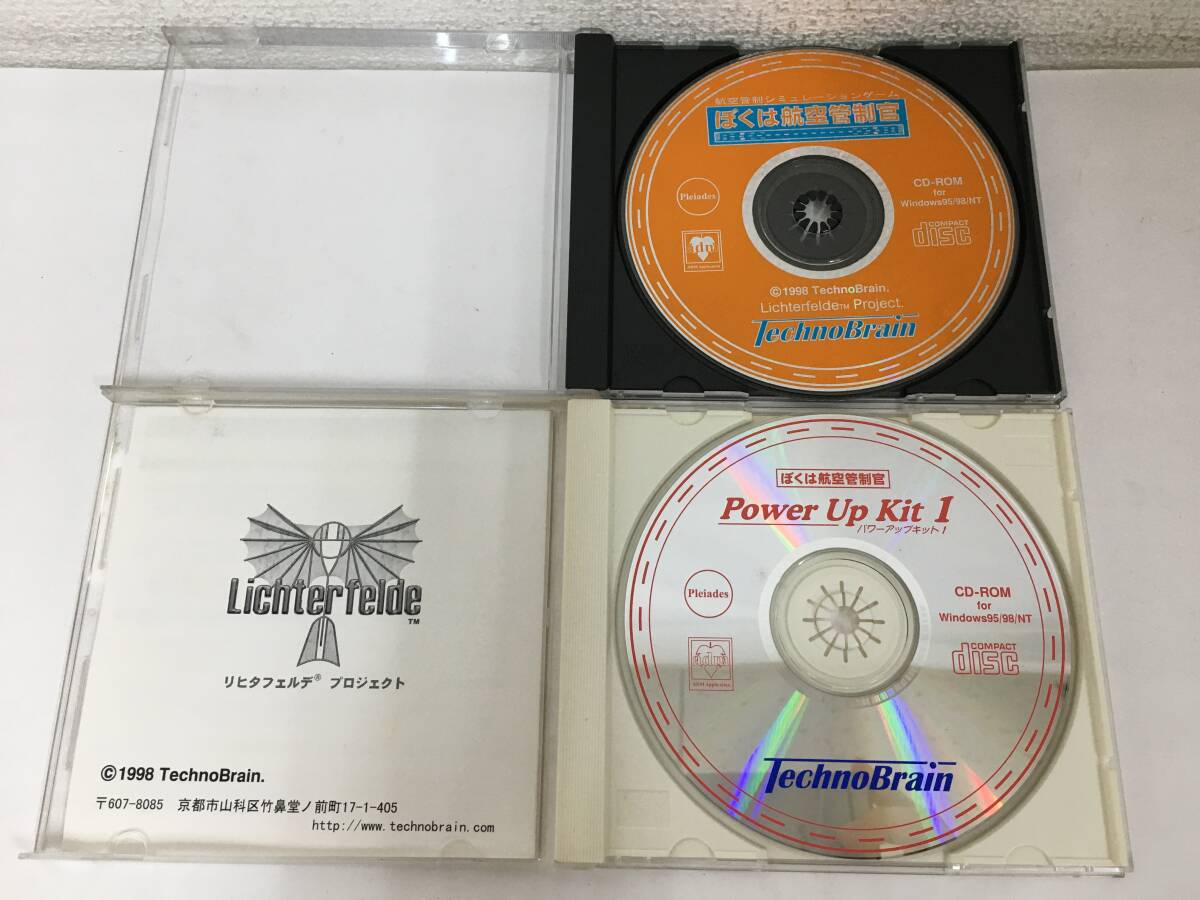 航空管制シミュレーションゲーム
ぼくは航空管制官
Pleiades
CD-ROM
for
Windows95/98/NT
COMPACT
disc
©1998 TechnoBrain.
Lichterfelde™ Project.
TechnoBrain
Lichterfelde™
リヒタフェルデ® プロジェクト
©1998 TechnoBrain.
〒607-8085 京都市山科区竹鼻堂ノ前町17-1-405
http://www.technobrain.com
ぼくは航空管制官
Power Up Kit 1
パワーアップキット1
Pleiades
CD-ROM
for
Windows95/98/NT
COMPACT
disc
TechnoBrain